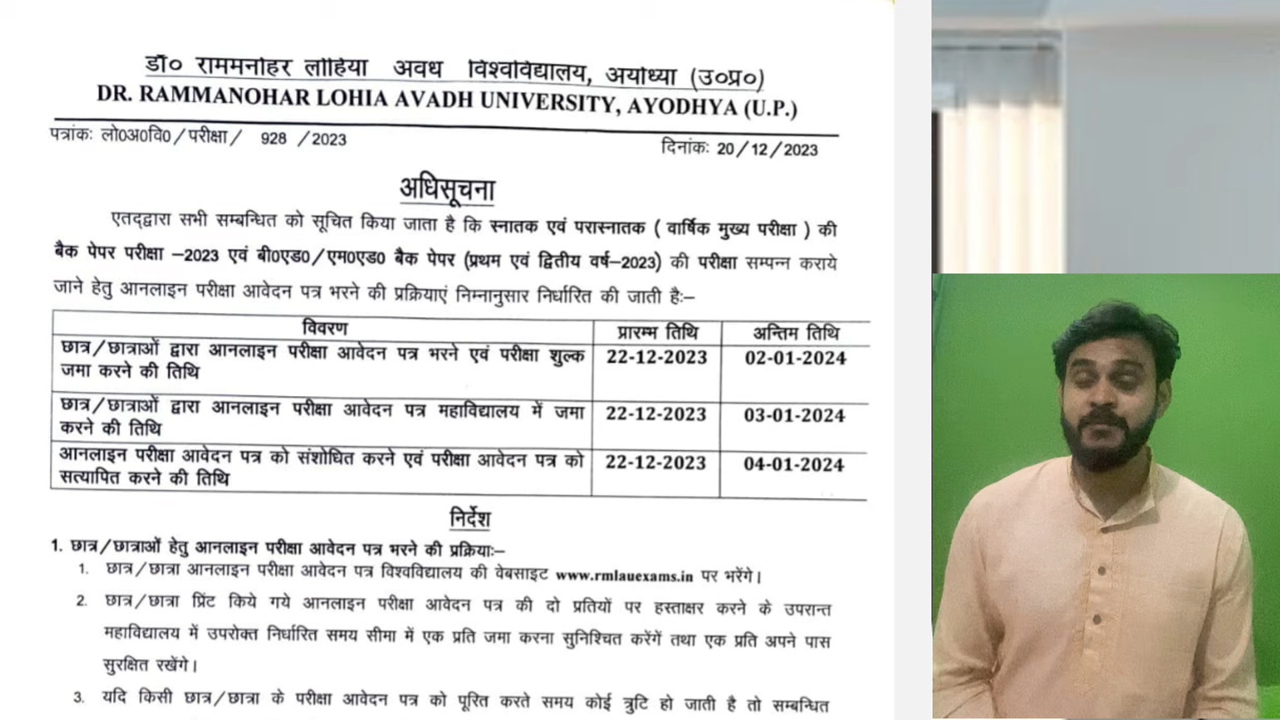 डॉ० राममनोहर लोहिया अवध विश्वविद्यालय, अयोध्या (उ०प्र०)
DR. RAMMANOHAR LOHIA AVADH UNIVERSITY, AYODHYA (U.P.)
पत्रांकः लो0अ0वि0/परीक्षा/ 928 /2023 दिनांकः 20/12/2023
अधिसूचना
एतद्द्वारा सभी सम्बन्धित को सूचित किया जाता है कि स्नातक एवं परास्नातक ( वार्षिक मुख्य परीक्षा ) की
बैक पेपर परीक्षा –2023 एवं बी0एड0/एम0एड0 बैक पेपर (प्रथम एवं द्वितीय वर्ष–2023) की परीक्षा सम्पन्न कराये
जाने हेतु आनलाइन परीक्षा आवेदन पत्र भरने की प्रक्रियाएं निम्नानुसार निर्धारित की जाती हैः–
विवरण प्रारम्भ तिथि अन्तिम तिथि
छात्र/छात्राओं द्वारा आनलाइन परीक्षा आवेदन पत्र भरने एवं परीक्षा शुल्क 22-12-2023 02-01-2024
जमा करने की तिथि
छात्र/छात्राओं द्वारा आनलाइन परीक्षा आवेदन पत्र महाविद्यालय में जमा 22-12-2023 03-01-2024
करने की तिथि
आनलाइन परीक्षा आवेदन पत्र को संशोधित करने एवं परीक्षा आवेदन पत्र को 22-12-2023 04-01-2024
सत्यापित करने की तिथि
निर्देश
1. छात्र/छात्राओं हेतु आनलाइन परीक्षा आवेदन पत्र भरने की प्रक्रियाः–
1. छात्र/छात्रा आनलाइन परीक्षा आवेदन पत्र विश्वविद्यालय की वेबसाइट www.rmlauexams.in पर भरेंगे।
2. छात्र/छात्रा प्रिंट किये गये आनलाइन परीक्षा आवेदन पत्र की दो प्रतियों पर हस्ताक्षर करने के उपरान्त
महाविद्यालय में उपरोक्त निर्धारित समय सीमा में एक प्रति जमा करना सुनिश्चित करेंगें तथा एक प्रति अपने पास
सुरक्षित रखेंगे।
3. यदि किसी छात्र/छात्रा के परीक्षा आवेदन पत्र को पूरित करते समय कोई त्रुटि हो जाती है तो सम्बन्धित